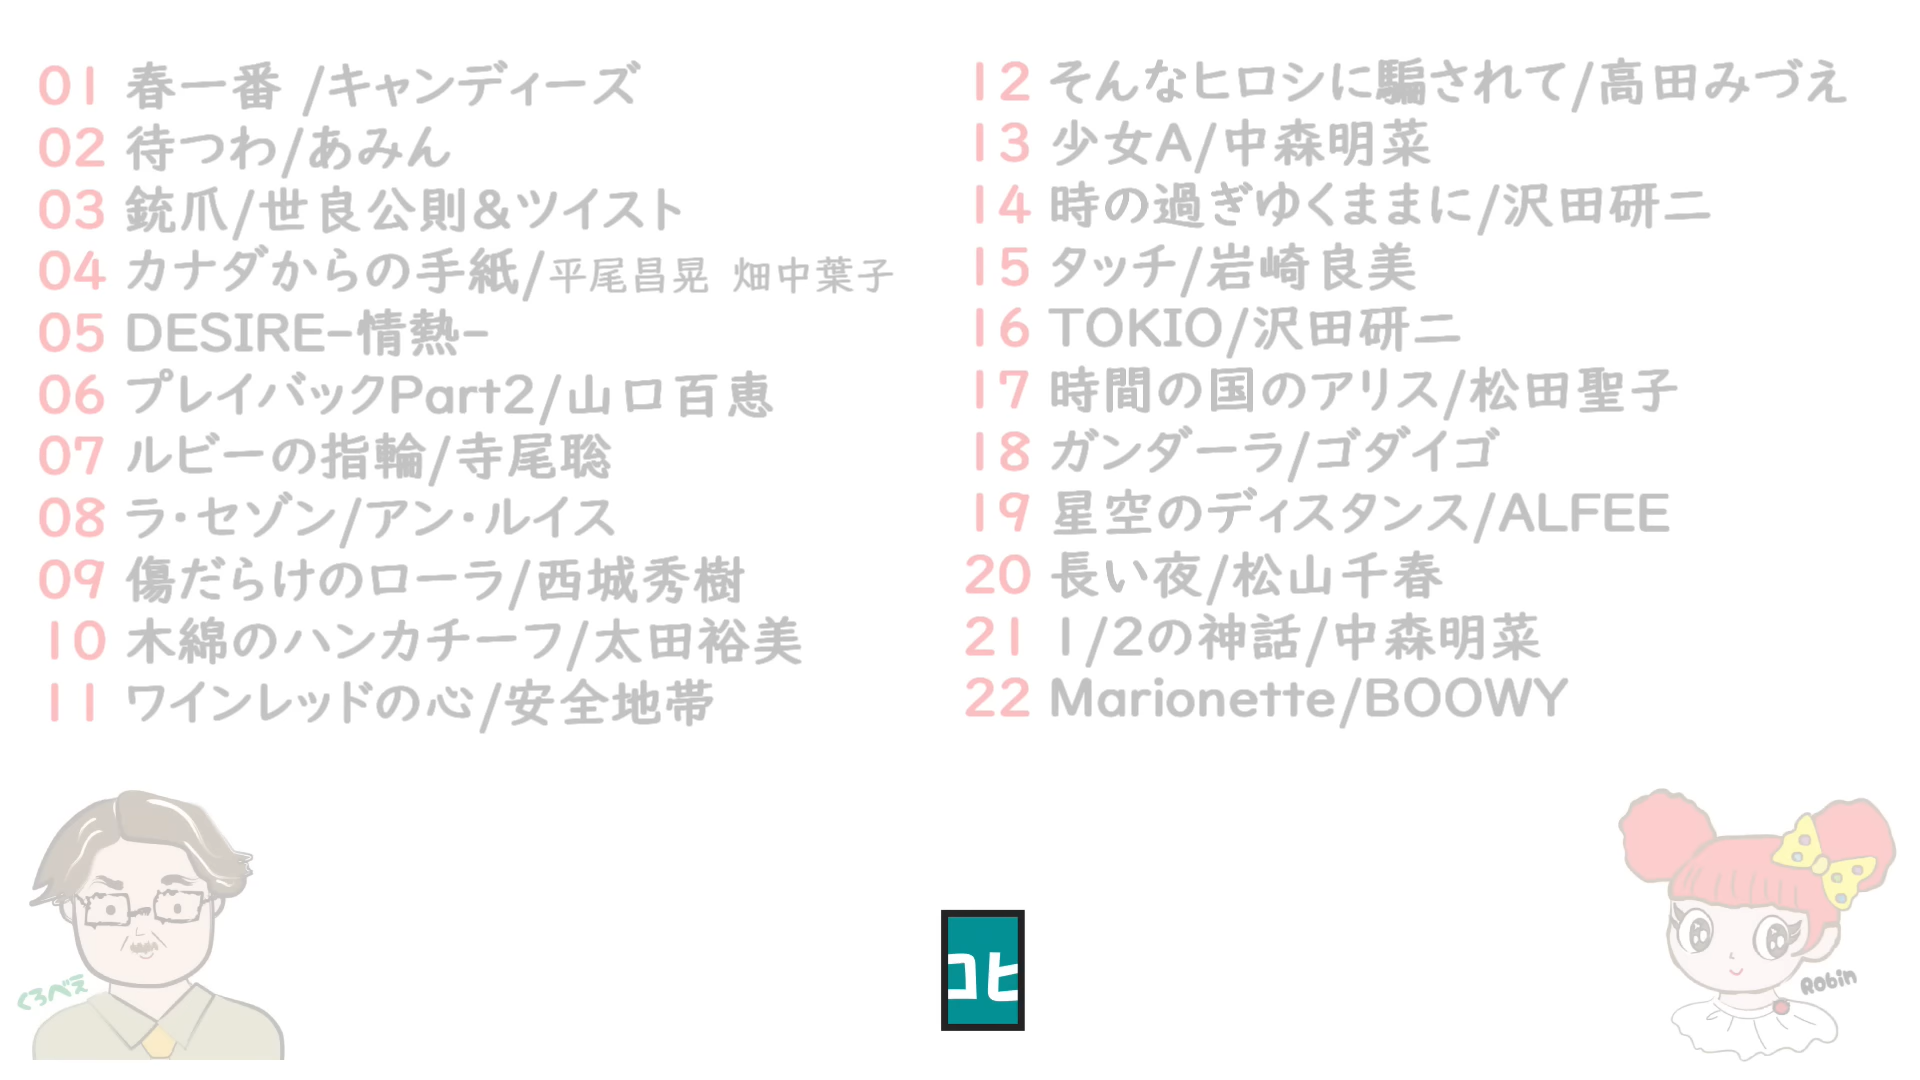 01 春一番 /キャンディーズ
02 待つわ/あみん
03 銃爪/世良公則&ツイスト
04 カナダからの手紙/平尾昌晃 畑中葉子
05 DESIRE-情熱-
06 プレイバックPart2/山口百恵
07 ルビーの指輪/寺尾聡
08 ラ・セゾン/アン・ルイス
09 傷だらけのローラ/西城秀樹
10 木綿のハンカチーフ/太田裕美
11 ワインレッドの心/安全地帯
12 そんなヒロシに騙されて/高田みづえ
13 少女A/中森明菜
14 時の過ぎゆくままに/沢田研二
15 タッチ/岩崎良美
16 TOKIO/沢田研二
17 時間の国のアリス/松田聖子
18 ガンダーラ/ゴダイゴ
19 星空のディスタンス/ALFEE
20 長い夜/松山千春
21 1/2の神話/中森明菜
22 Marionette/BOOWY
くろべえ
コヒ
Robin